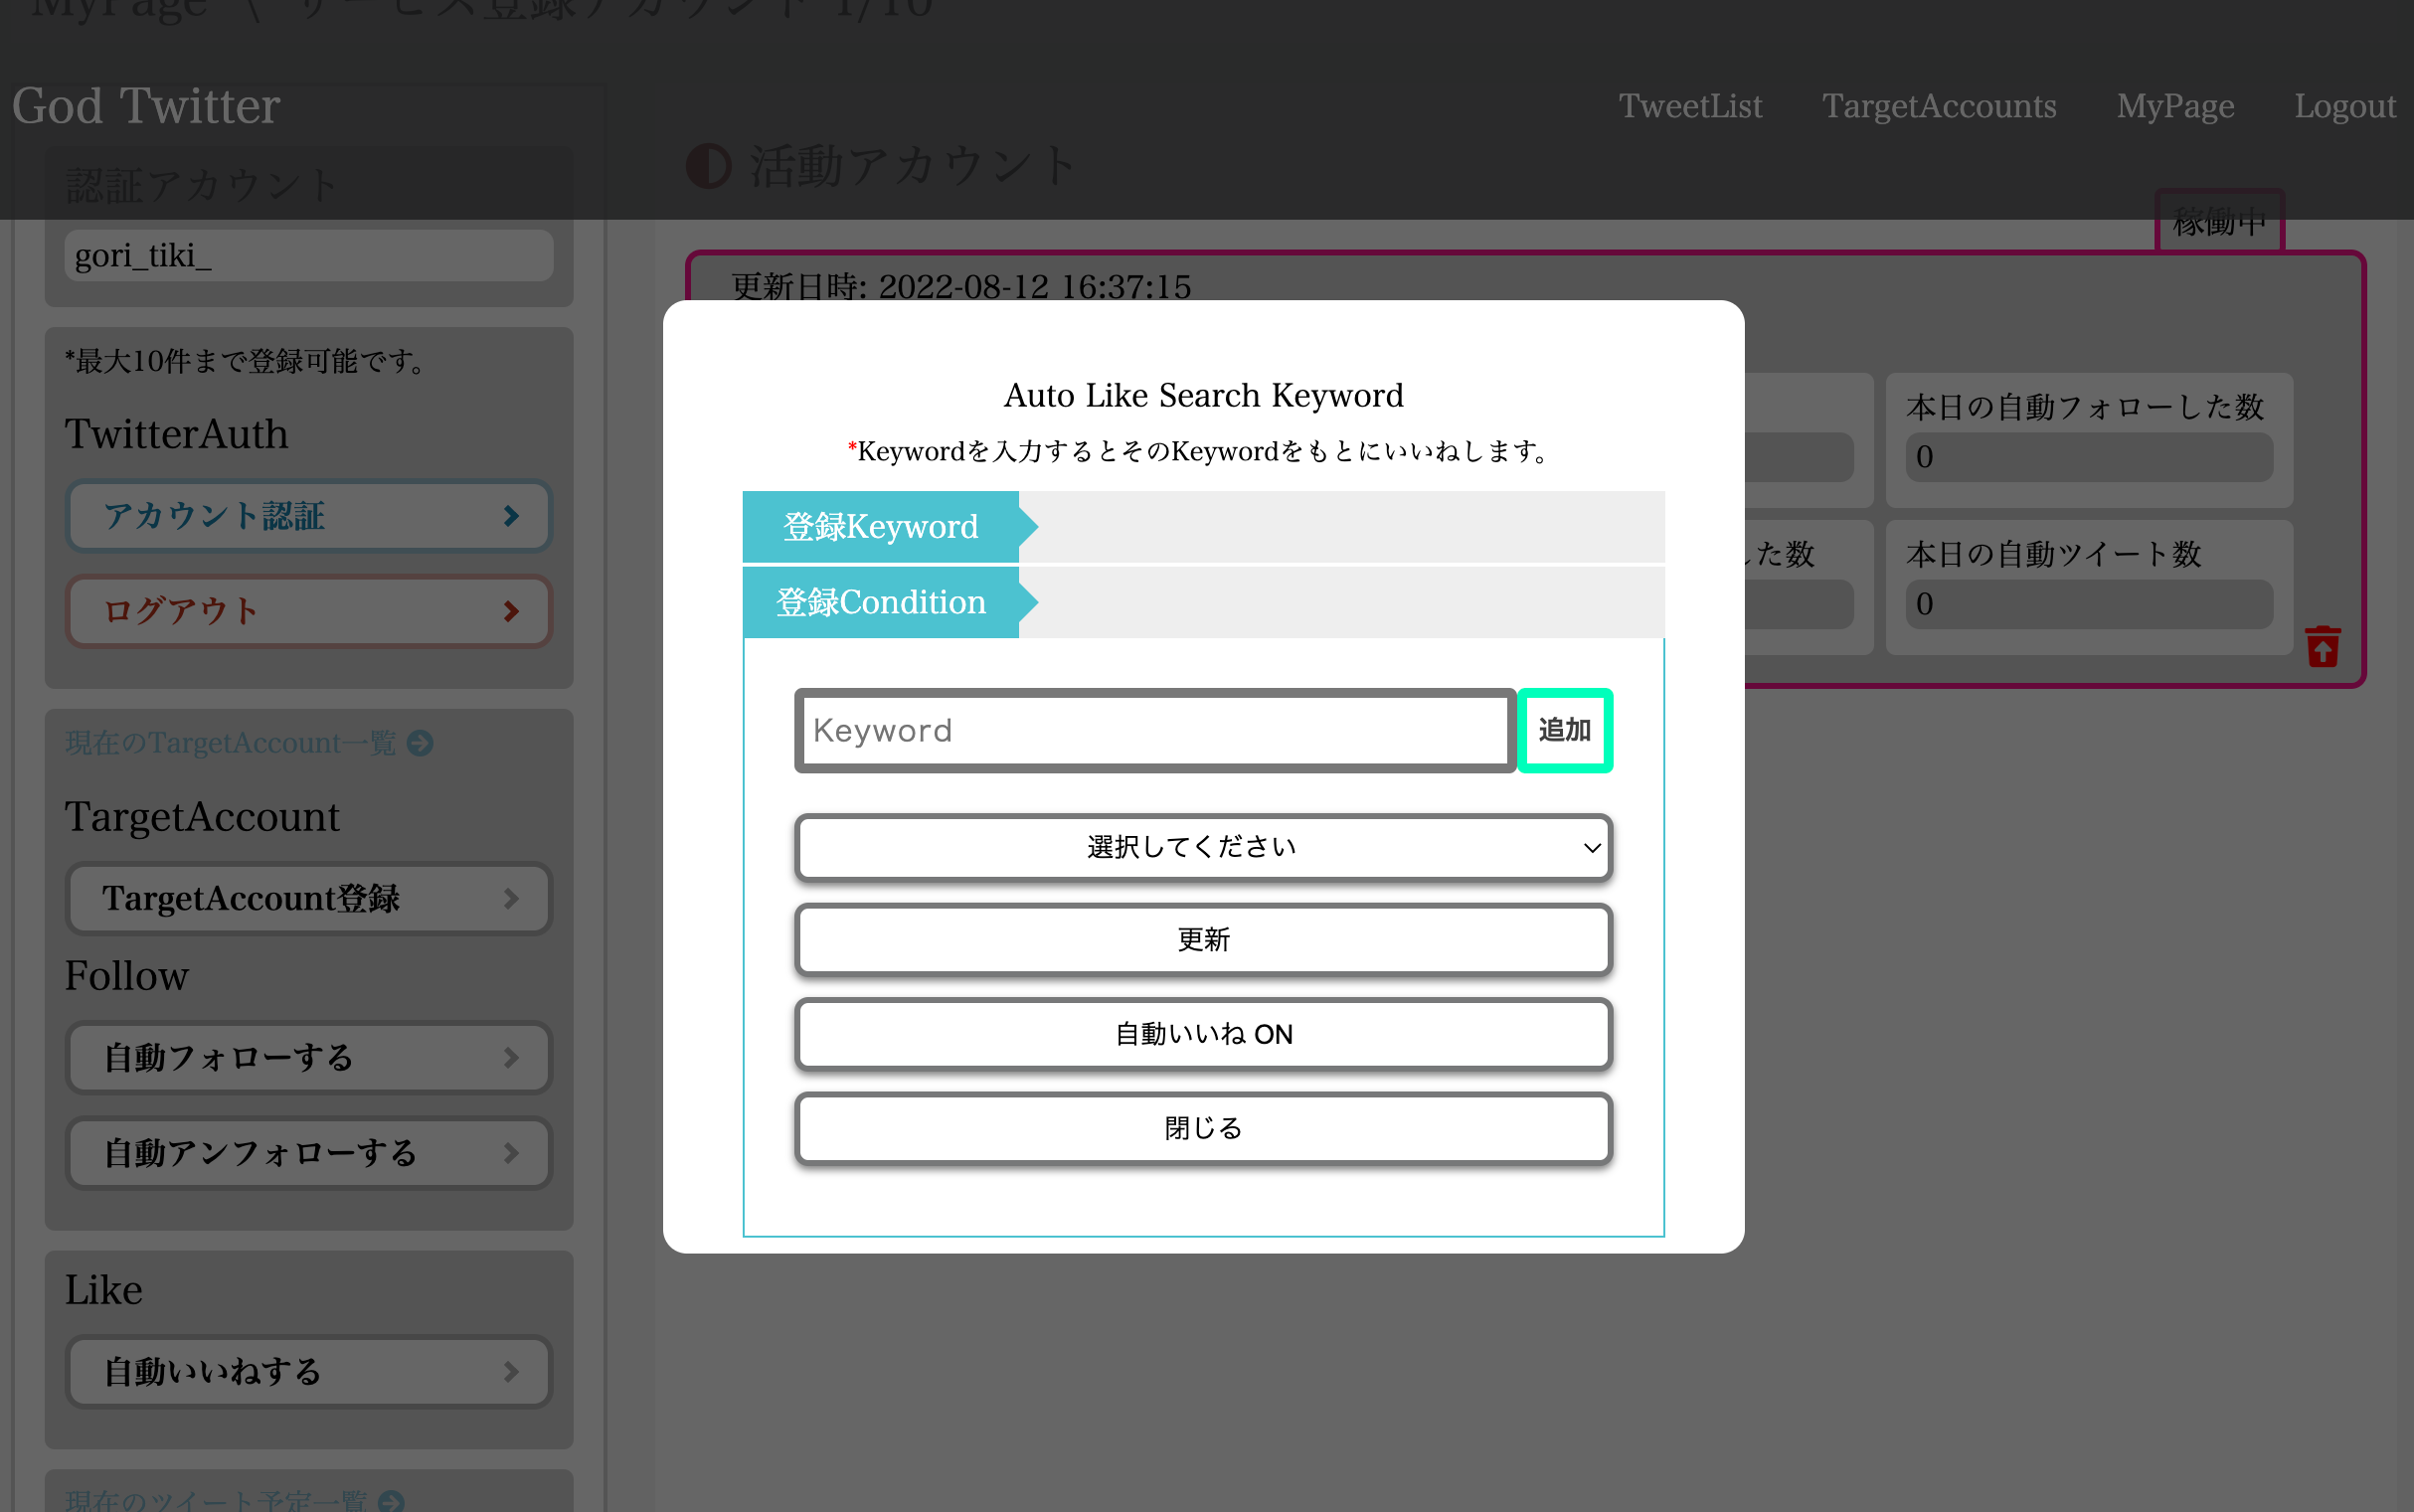 MyPage \ サービス登録アカウント 1/10
God Twitter
TweetList
TargetAccounts
MyPage
Logout
認証アカウント
gori_tiki_
*最大10件まで登録可能です。
TwitterAuth
アカウント認証
ログアウト
現在のTargetAccount一覧
TargetAccount
TargetAccount登録
Follow
自動フォローする
自動アンフォローする
Like
自動いいねする
現在のツイート予定一覧
活動アカウント
稼働中
更新日時: 2022-08-12 16:37:15
本日の自動フォローした数
0
した数
本日の自動ツイート数
0
Auto Like Search Keyword
*Keywordを入力するとそのKeywordをもとにいいねします。
登録Keyword
登録Condition
Keyword
追加
選択してください
更新
自動いいね ON
閉じる